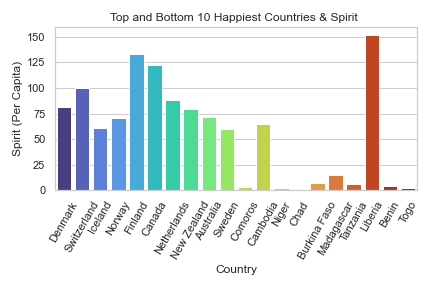 Top and Bottom 10 Happiest Countries & Spirit
Spirit (Per Capita)
150
125
100
75
50
25
0
Denmark
Switzerland
Iceland
Norway
Finland
Canada
Netherlands
New Zealand
Australia
Sweden
Comoros
Cambodia
Niger
Chad
Burkina Faso
Madagascar
Tanzania
Liberia
Benin
Togo
Country